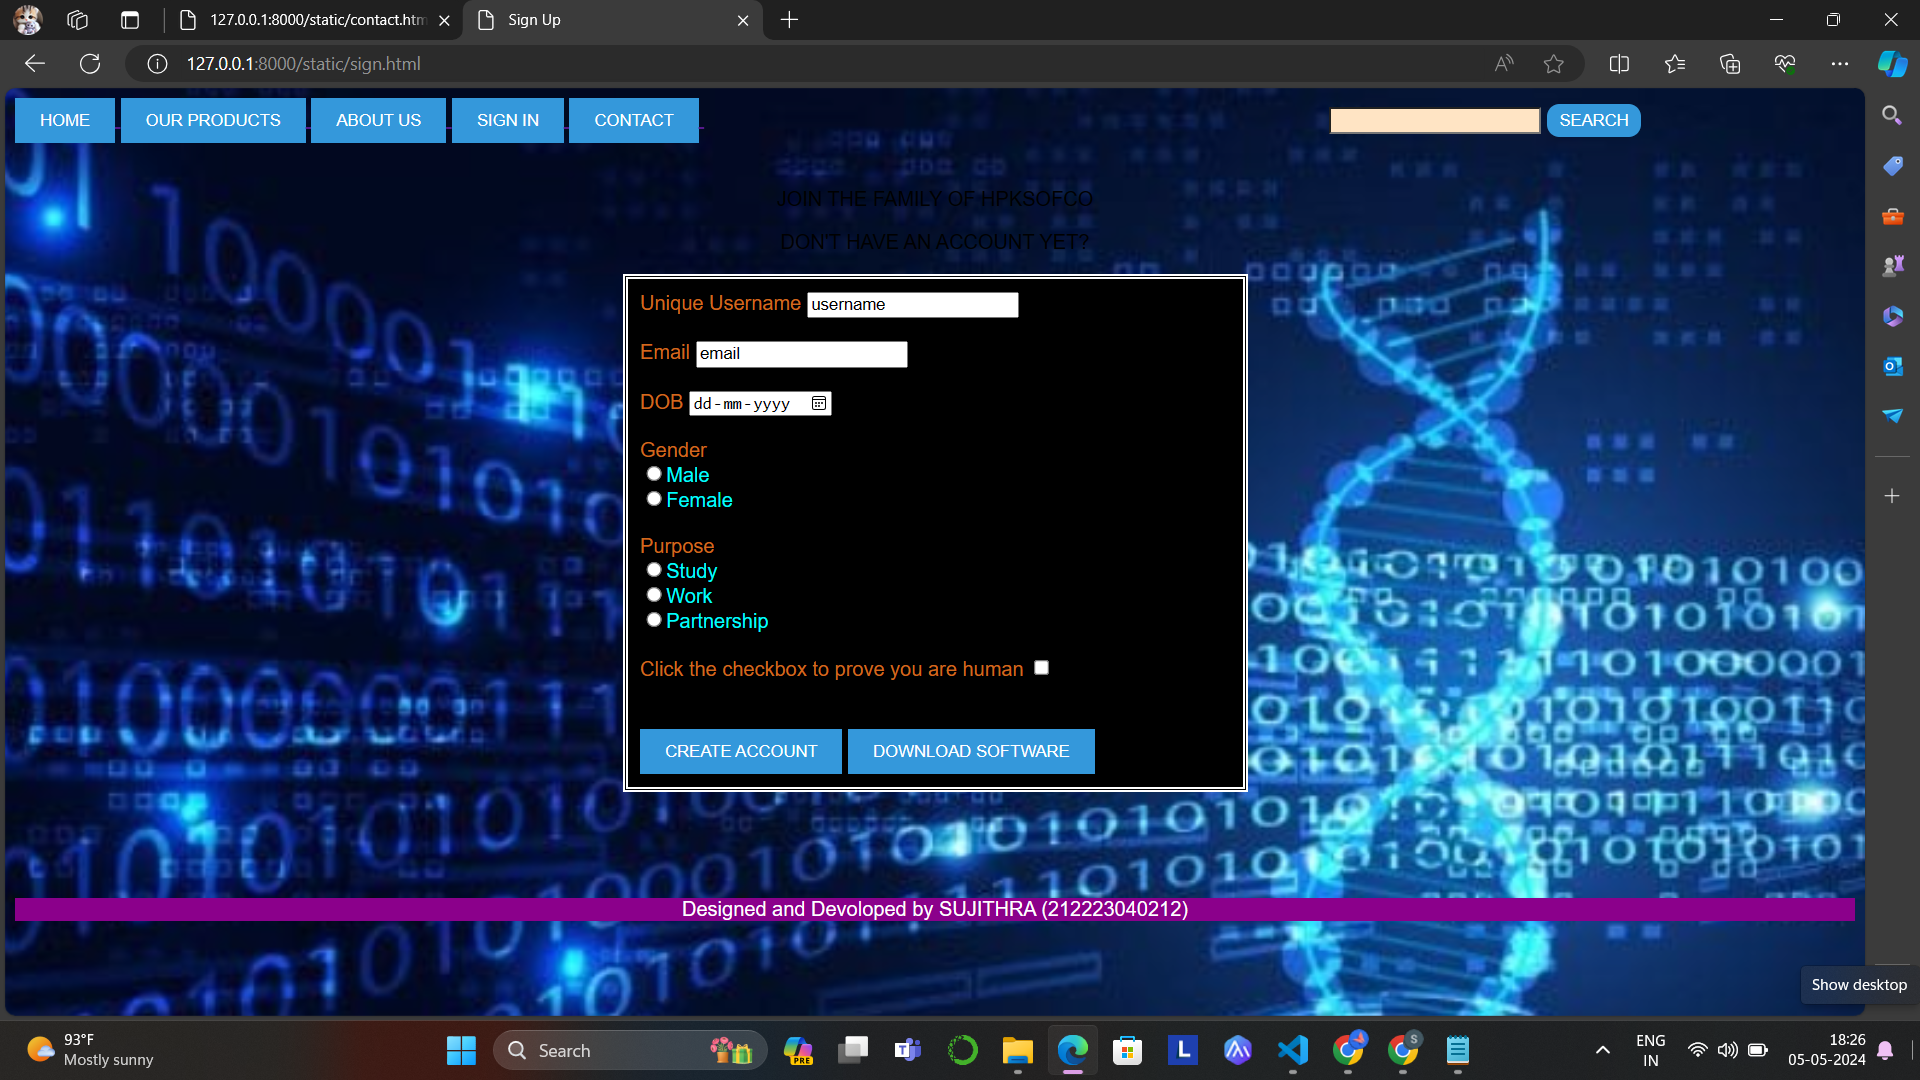 127.0.0.1:8000/static/contact.htm
Sign Up
127.0.0.1:8000/static/sign.html
HOME
OUR PRODUCTS
ABOUT US
SIGN IN
CONTACT
SEARCH
JOIN THE FAMILY OF HPKSOFCO
DON'T HAVE AN ACCOUNT YET?
Unique Username username
Email email
DOB dd-mm-yyyy
Gender
Male
Female
Purpose
Study
Work
Partnership
Click the checkbox to prove you are human
CREATE ACCOUNT
DOWNLOAD SOFTWARE
Designed and Devoloped by SUJITHRA (212223040212)
Show desktop
93°F
Mostly sunny
Search
PRE
ENG
IN
18:26
05-05-2024